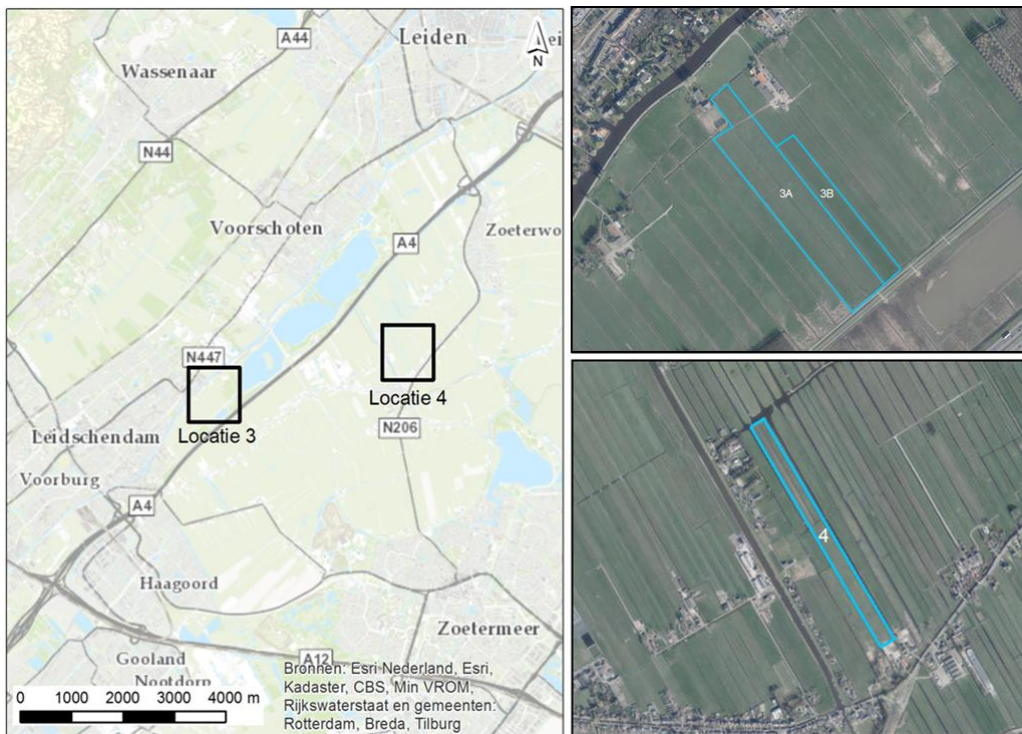 A44
Leiden
Lei
N
Wassenaar
N44
Voorschoten
A4
Zoeterwo
N447
Locatie 3
Locatie 4
N206
Leidschendam
Voorburg
A4
Haagoord
Zoetermeer
A12
Gooland
Nootdorp
Bronnen: Esri Nederland, Esri,
Kadaster, CBS, Min VROM,
Rijkswaterstaat en gemeenten:
Rotterdam, Breda, Tilburg
0 1000 2000 3000 4000 m
3A
3B
4